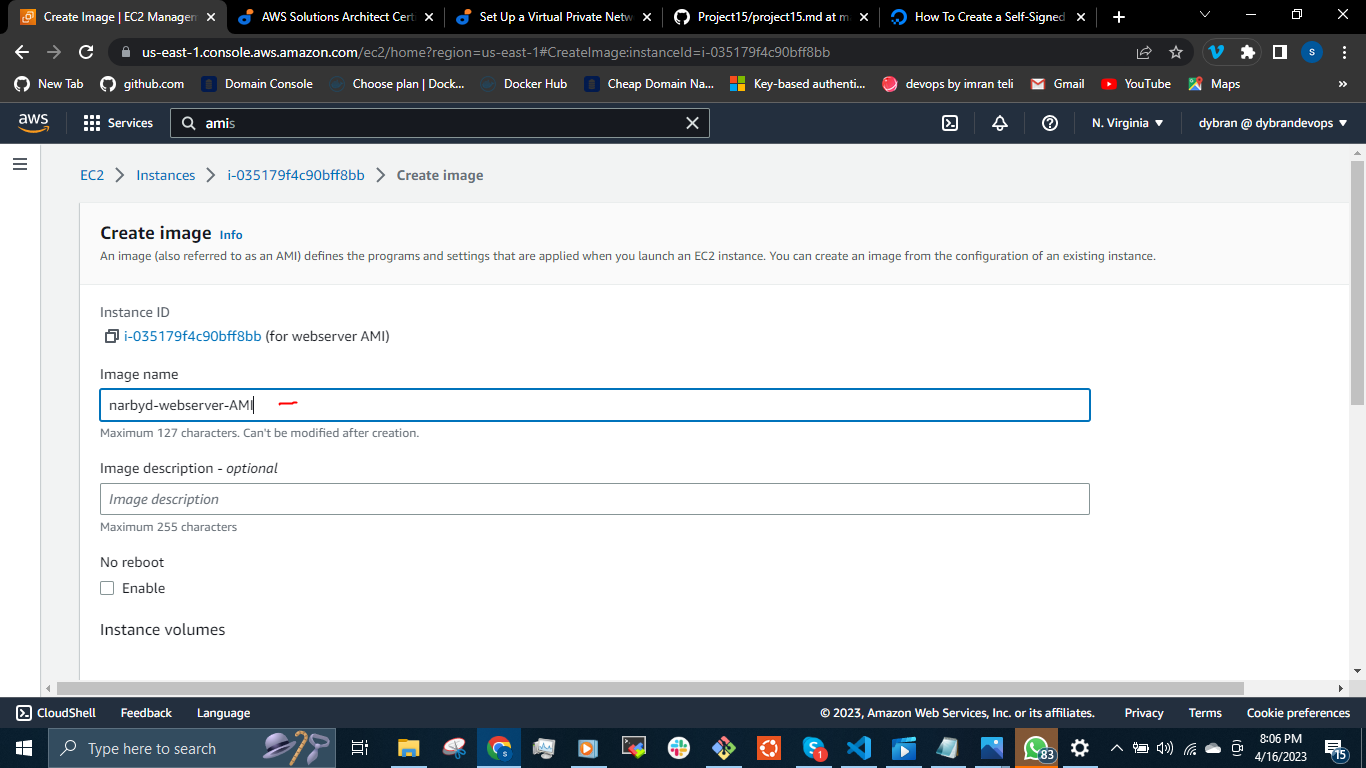 Create Image | EC2 Managem
AWS Solutions Architect Certi
Set Up a Virtual Private Netw
Project15/project15.md at ma
How To Create a Self-Signed
us-east-1.console.aws.amazon.com/ec2/home?region=us-east-1#CreateImage:instanceId=i-035179f4c90bff8bb
S
New Tab
github.com
Domain Console
Choose plan | Dock...
Docker Hub
Cheap Domain Na...
Key-based authenti...
devops by imran teli
Gmail
YouTube
Maps
»
aws
Services
amis
N. Virginia
dybran @ dybrandevops
EC2
Instances
i-035179f4c90bff8bb
Create image
Create image Info
An image (also referred to as an AMI) defines the programs and settings that are applied when you launch an EC2 instance. You can create an image from the configuration of an existing instance.
Instance ID
i-035179f4c90bff8bb (for webserver AMI)
Image name
narbyd-webserver-AMI
Maximum 127 characters. Can't be modified after creation.
Image description - optional
Image description
Maximum 255 characters
No reboot
Enable
Instance volumes
CloudShell
Feedback
Language
© 2023, Amazon Web Services, Inc. or its affiliates.
Privacy
Terms
Cookie preferences
Type here to search
1
83
8:06 PM
4/16/2023
15